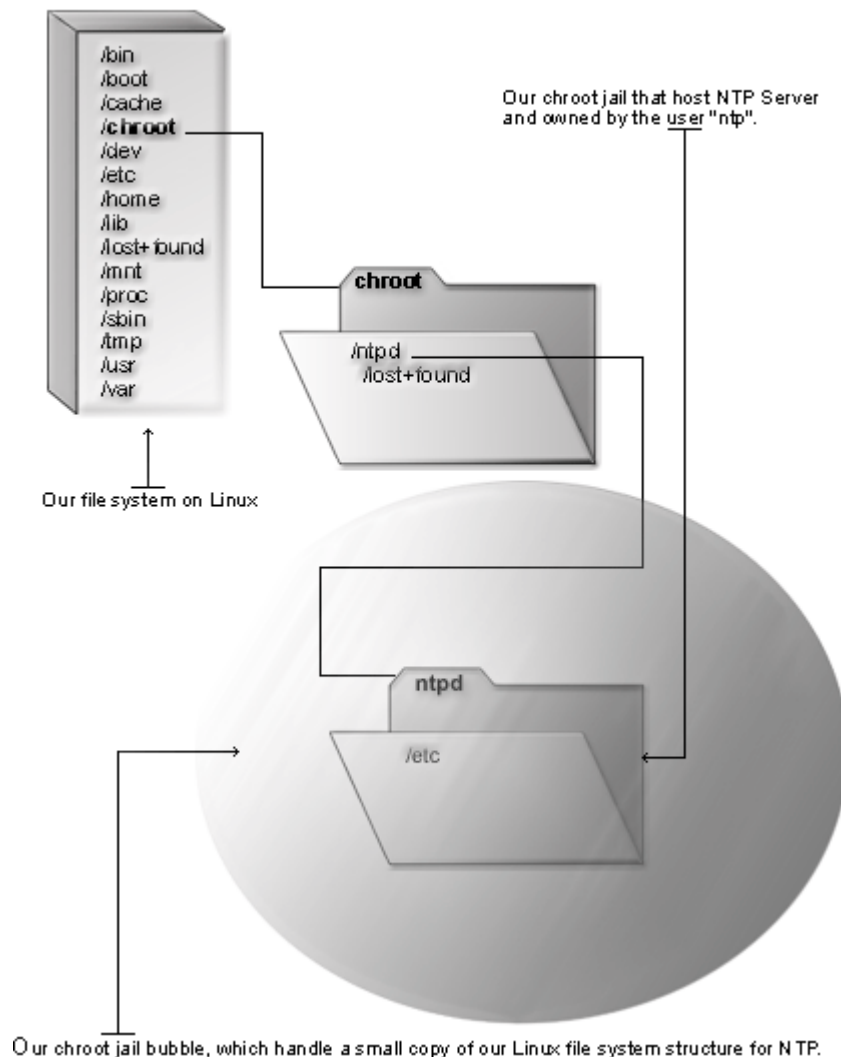 /bin
/boot
/cache
/chroot
/dev
/etc
/home
/lib
/lost+found
/mnt
/proc
/sbin
/tmp
/usr
/var
Our file system on Linux
Our chroot jail that host NTP Server
and owned by the user "ntp".
chroot
/ntpd
/lost+found
ntpd
/etc
Our chroot jail bubble, which handle a small copy of our Linux file system structure for NTP.